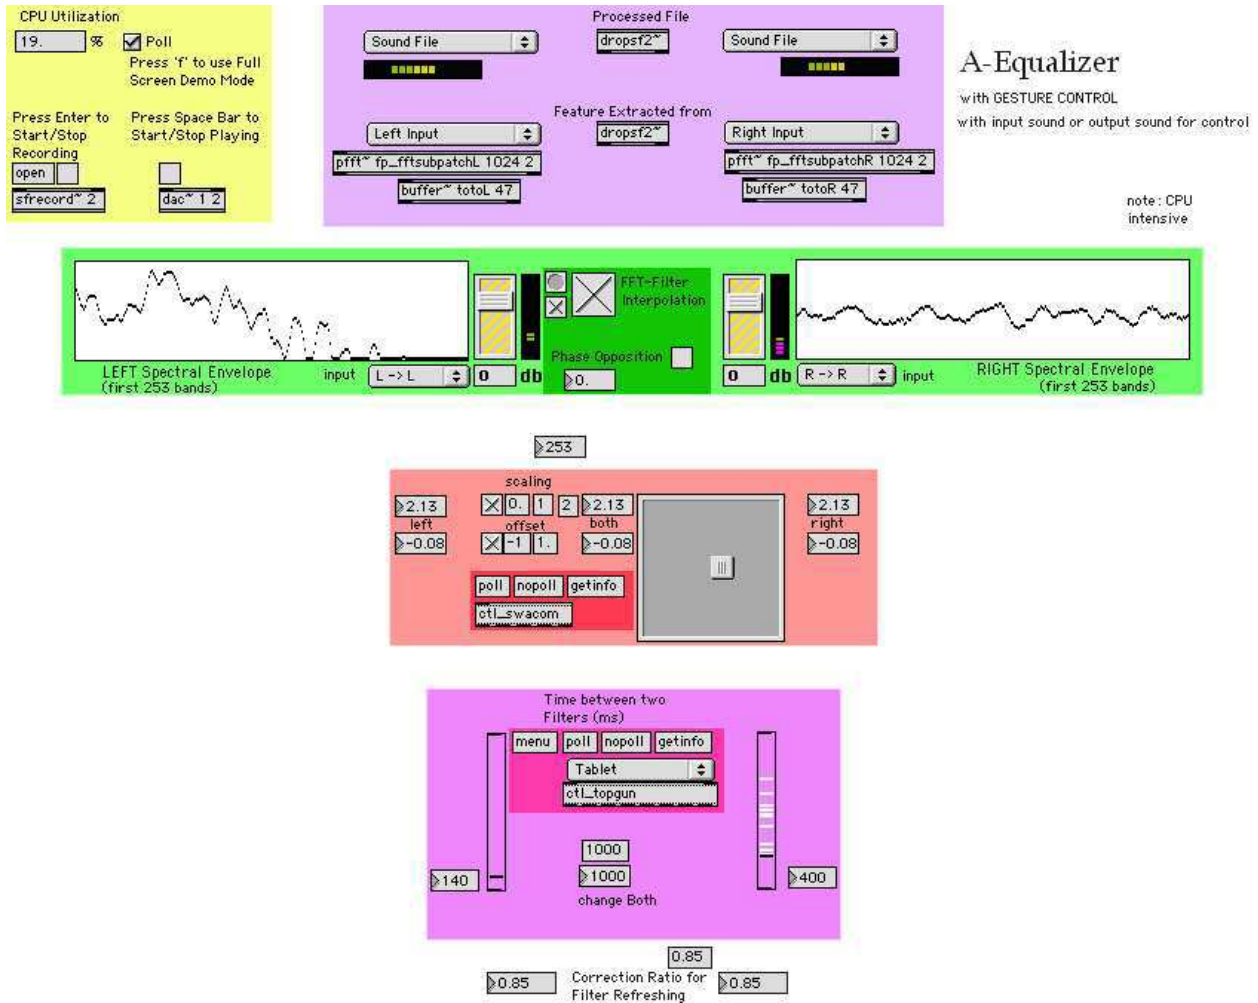 CPU Utilization
19. % Poll
Press 'f' to use Full
Screen Demo Mode
Press Enter to
Start/Stop
Recording
Press Space Bar to
Start/Stop Playing
open
sfrecord~ 2
dac~ 1 2
Processed File
Sound File
dropsf2~
Sound File
Feature Extracted from
Left Input
dropsf2~
Right Input
pfft~ fp_fftsubpatchL 1024 2
pfft~ fp_fftsubpatchR 1024 2
buffer~ totoL 47
buffer~ totoR 47
A-Equalizer
with GESTURE CONTROL
with input sound or output sound for control
note : CPU
intensive
FFT-Filter
Interpolation
Phase Opposition
0.
LEFT Spectral Envelope
(first 253 bands)
input L->L 0 db
0 db R->R input
RIGHT Spectral Envelope
(first 253 bands)
253
scaling
2.13 0. 1 2 2.13 2.13
left offset both right
-0.08 -1 1. -0.08 -0.08
poll nopoll getinfo
ctl_swacom
Time between two
Filters (ms)
menu poll nopoll getinfo
Tablet
ctl_topgun
1000
140 1000 400
change Both
0.85
0.85 Correction Ratio for 0.85
Filter Refreshing